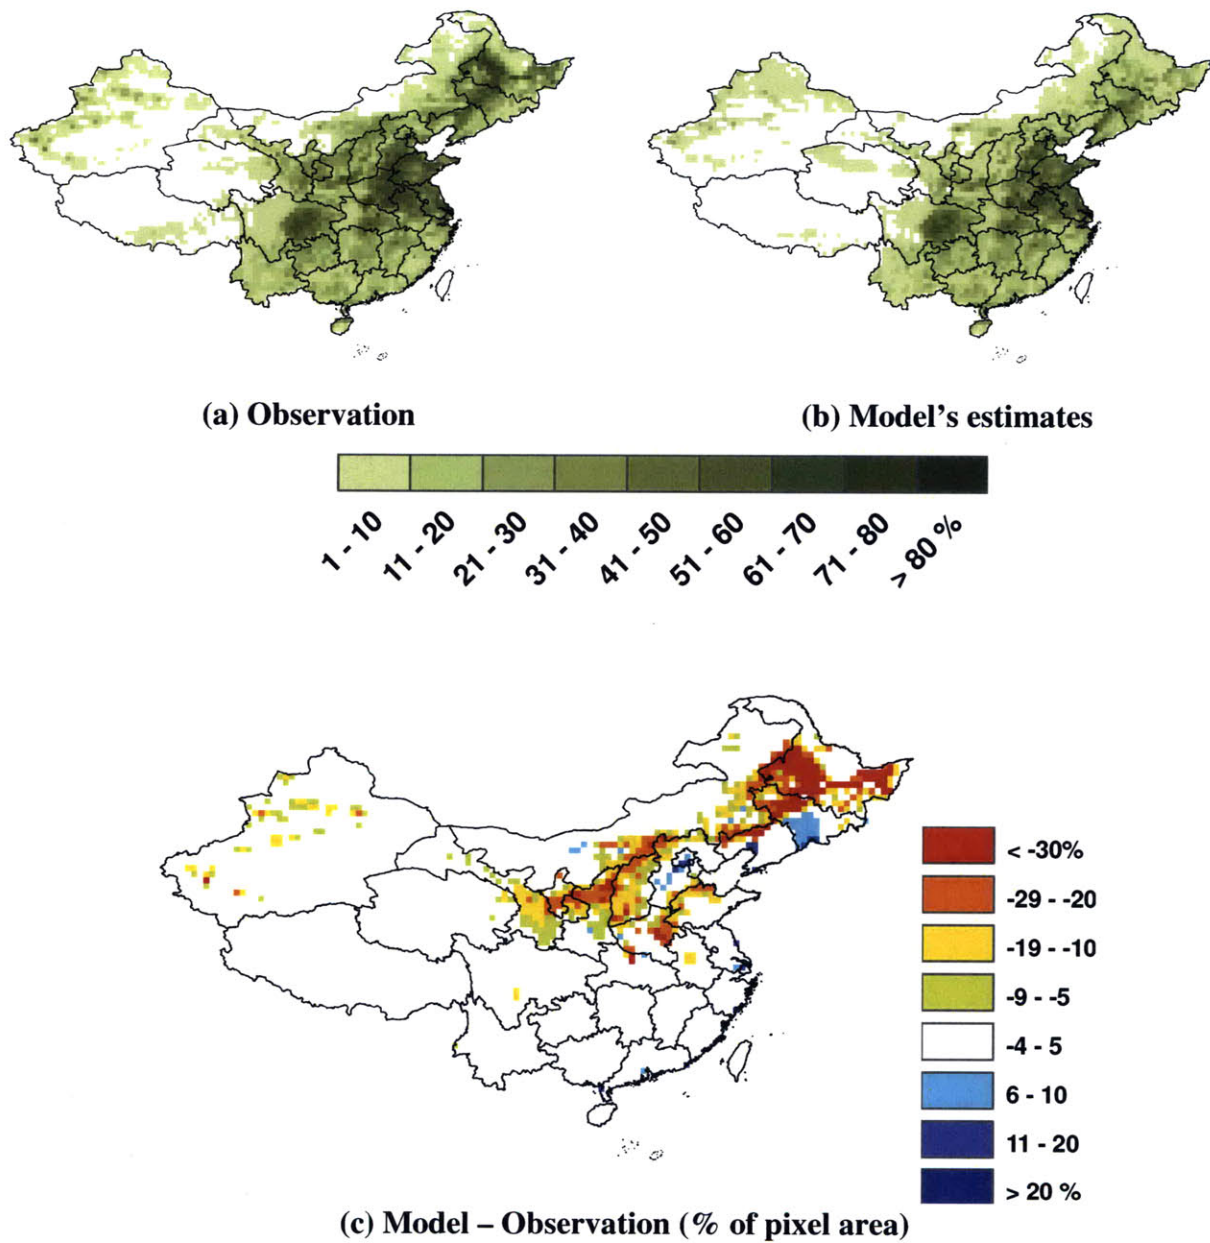 (a) Observation
(b) Model's estimates
1 - 10
11 - 20
21 - 30
31 - 40
41 - 50
51 - 60
61 - 70
71 - 80
> 80 %
< -30%
-29 - -20
-19 - -10
-9 - -5
-4 - 5
6 - 10
11 - 20
> 20 %
(c) Model – Observation (% of pixel area)